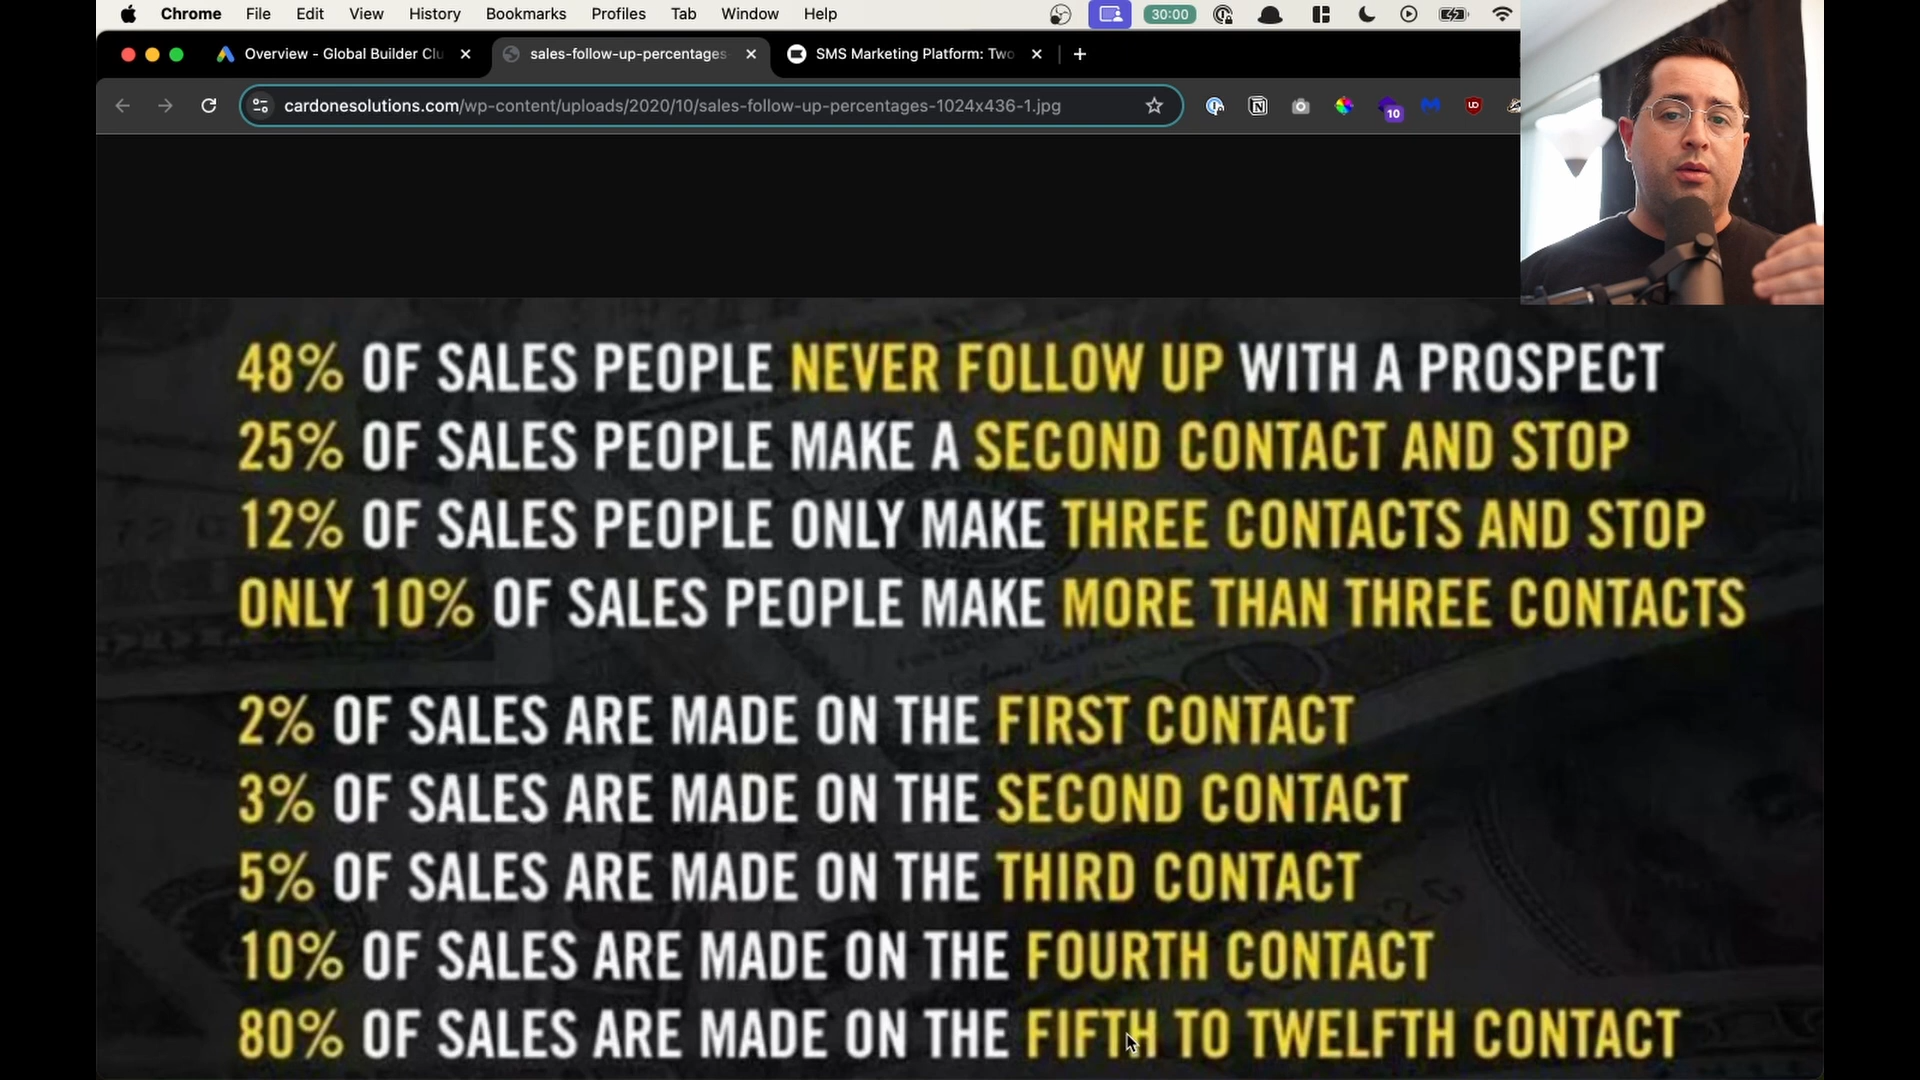 Chrome File Edit View History Bookmarks Profiles Tab Window Help 30:00
Overview - Global Builder Clu
sales-follow-up-percentages-
SMS Marketing Platform: Two
cardonesolutions.com/wp-content/uploads/2020/10/sales-follow-up-percentages-1024x436-1.jpg
10
48% OF SALES PEOPLE NEVER FOLLOW UP WITH A PROSPECT
25% OF SALES PEOPLE MAKE A SECOND CONTACT AND STOP
12% OF SALES PEOPLE ONLY MAKE THREE CONTACTS AND STOP
ONLY 10% OF SALES PEOPLE MAKE MORE THAN THREE CONTACTS
2% OF SALES ARE MADE ON THE FIRST CONTACT
3% OF SALES ARE MADE ON THE SECOND CONTACT
5% OF SALES ARE MADE ON THE THIRD CONTACT
10% OF SALES ARE MADE ON THE FOURTH CONTACT
80% OF SALES ARE MADE ON THE FIFTH TO TWELFTH CONTACT